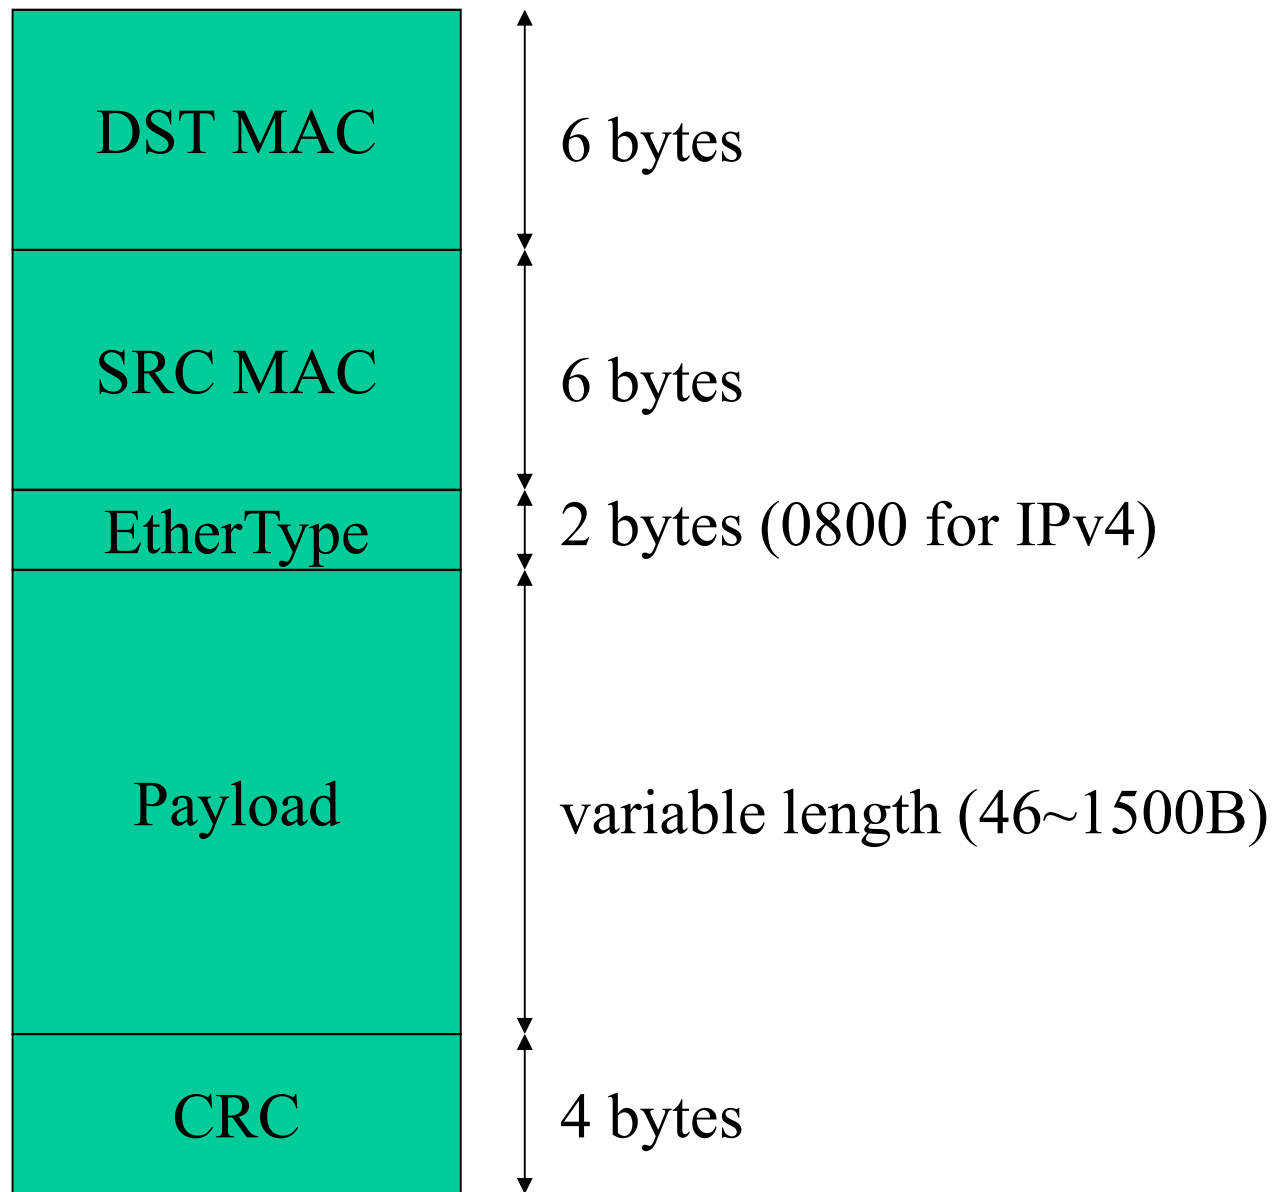 DST MAC
6 bytes
SRC MAC
6 bytes
EtherType
2 bytes (0800 for IPv4)
Payload
variable length (46~1500B)
CRC
4 bytes